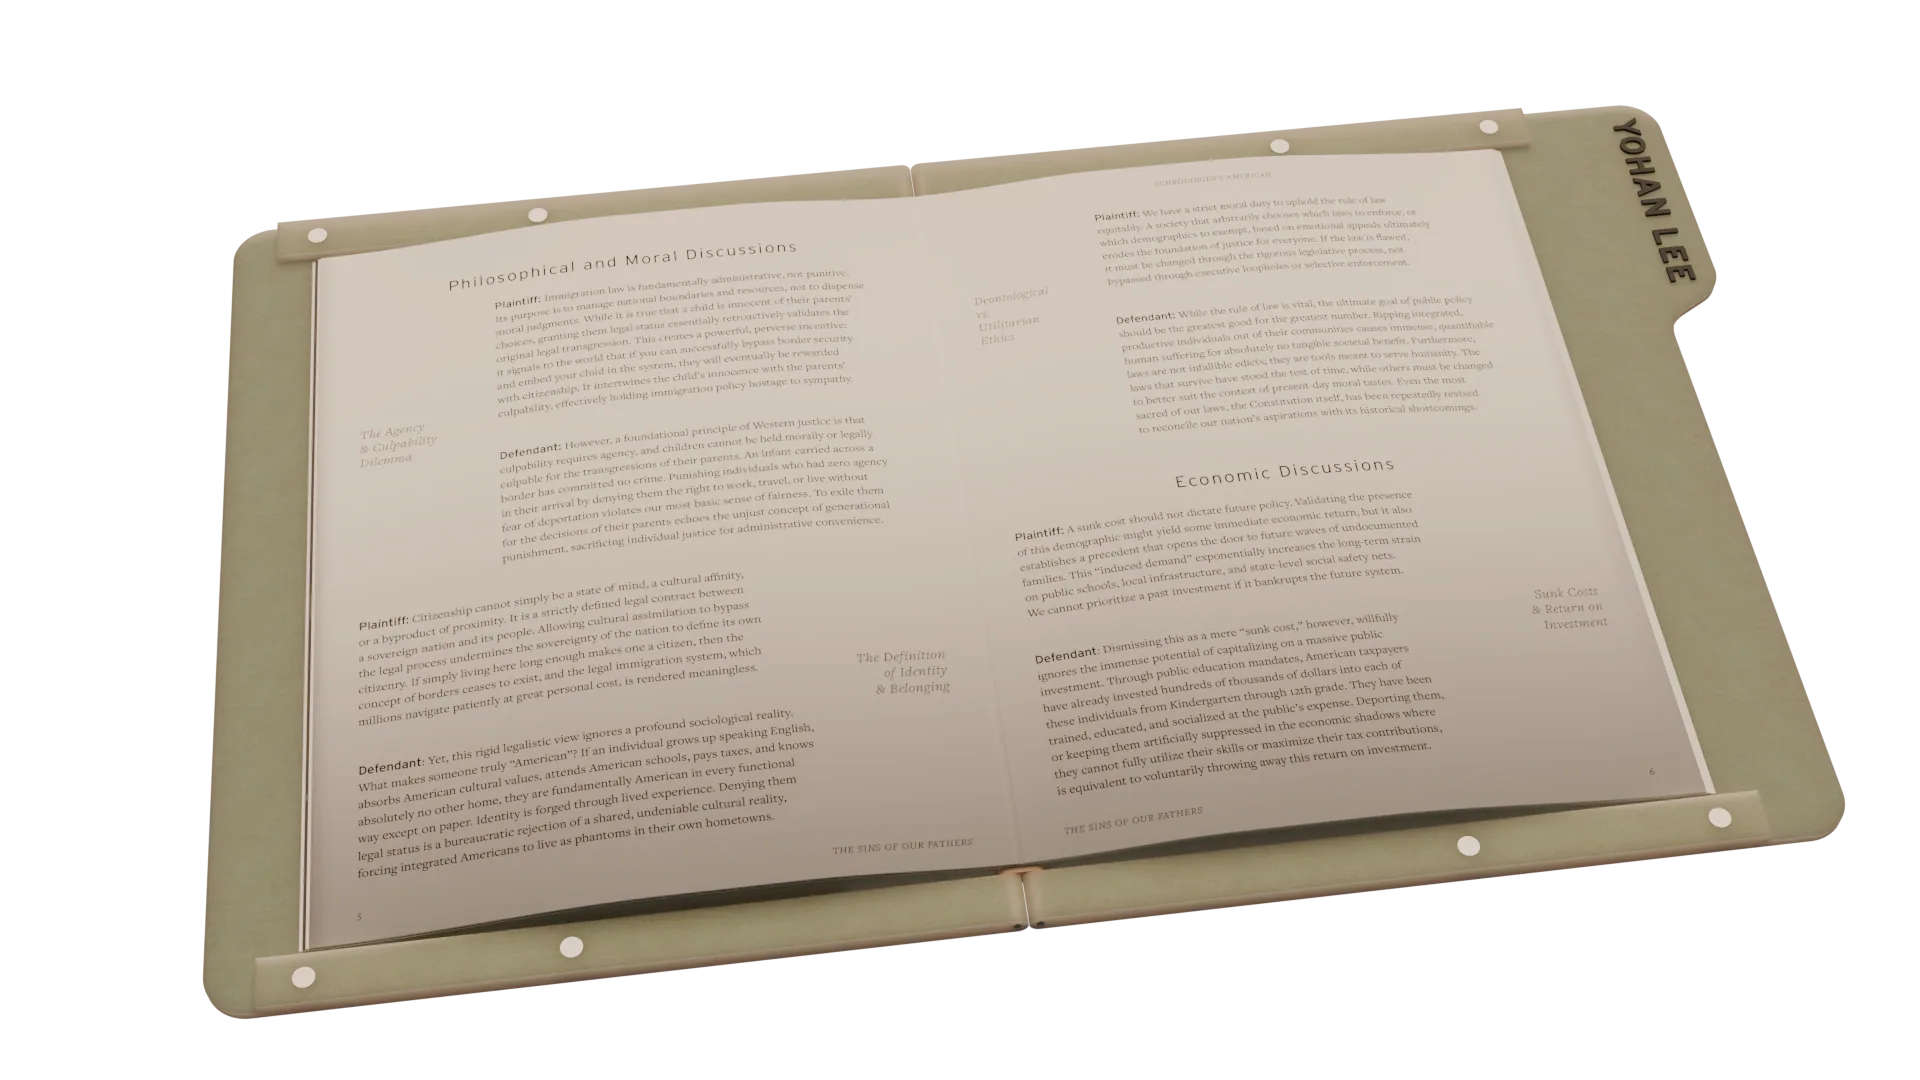 Philosophical and Moral Discussions
The Agency
& Culpability
Dilemma
Plaintiff: Immigration law is fundamentally administrative, not punitive.
Its purpose is to manage national boundaries and resources, not to dispense
moral judgments. While it is true that a child is innocent of their parents'
choices, granting them legal status essentially retroactively validates the
original legal transgression. This creates a powerful, perverse incentive:
it signals to the world that if you can successfully bypass border security
and embed your child in the system, they will eventually be rewarded
with citizenship. It intertwines the child's innocence with the parents'
culpability, effectively holding immigration policy hostage to sympathy.
Defendant: However, a foundational principle of Western justice is that
culpability requires agency, and children cannot be held morally or legally
culpable for the transgressions of their parents. An infant carried across a
border has committed no crime. Punishing individuals who had zero agency
in their arrival by denying them the right to work, travel, or live without
fear of deportation violates our most basic sense of fairness. To exile them
for the decisions of their parents echoes the unjust concept of generational
punishment, sacrificing individual justice for administrative convenience.
Plaintiff: Citizenship cannot simply be a state of mind, a cultural affinity,
or a byproduct of proximity. It is a strictly defined legal contract between
a sovereign nation and its people. Allowing cultural assimilation to bypass
the legal process undermines the sovereignty of the nation to define its own
citizenry. If simply living here long enough makes one a citizen, then the
concept of borders ceases to exist, and the legal immigration system, which
millions navigate patiently at great personal cost, is rendered meaningless.
The Definition
of Identity
& Belonging
Defendant: Yet, this rigid legalistic view ignores a profound sociological reality.
What makes someone truly “American”? If an individual grows up speaking English,
absorbs American cultural values, attends American schools, pays taxes, and knows
absolutely no other home, they are fundamentally American in every functional
way except on paper. Identity is forged through lived experience. Denying them
legal status is a bureaucratic rejection of a shared, undeniable cultural reality,
forcing integrated Americans to live as phantoms in their own hometowns.
THE SINS OF OUR FATHERS
5
SCHRÖDINGER'S AMERICAN
Plaintiff: We have a strict moral duty to uphold the rule of law
equitably. A society that arbitrarily chooses which laws to enforce, or
which demographics to exempt, based on emotional appeals ultimately
erodes the foundation of justice for everyone. If the law is flawed,
it must be changed through the rigorous legislative process, not
bypassed through executive loopholes or selective enforcement.
Deontological
vs.
Utilitarian
Ethics
Defendant: While the rule of law is vital, the ultimate goal of public policy
should be the greatest good for the greatest number. Ripping integrated,
productive individuals out of their communities causes immense, quantifiable
human suffering for absolutely no tangible societal benefit. Furthermore,
laws are not infallible edicts; they are tools meant to serve humanity. The
laws that survive have stood the test of time, while others must be changed
to better suit the context of present-day moral tastes. Even the most
sacred of our laws, the Constitution itself, has been repeatedly revised
to reconcile our nation's aspirations with its historical shortcomings.
Economic Discussions
Plaintiff: A sunk cost should not dictate future policy. Validating the presence
of this demographic might yield some immediate economic return, but it also
establishes a precedent that opens the door to future waves of undocumented
families. This “induced demand” exponentially increases the long-term strain
on public schools, local infrastructure, and state-level social safety nets.
We cannot prioritize a past investment if it bankrupts the future system.
Sunk Costs
& Return on
Investment
Defendant: Dismissing this as a mere “sunk cost,” however, willfully
ignores the immense potential of capitalizing on a massive public
investment. Through public education mandates, American taxpayers
have already invested hundreds of thousands of dollars into each of
these individuals from Kindergarten through 12th grade. They have been
trained, educated, and socialized at the public's expense. Deporting them,
or keeping them artificially suppressed in the economic shadows where
they cannot fully utilize their skills or maximize their tax contributions,
is equivalent to voluntarily throwing away this return on investment.
THE SINS OF OUR FATHERS
6
YOHAN LEE